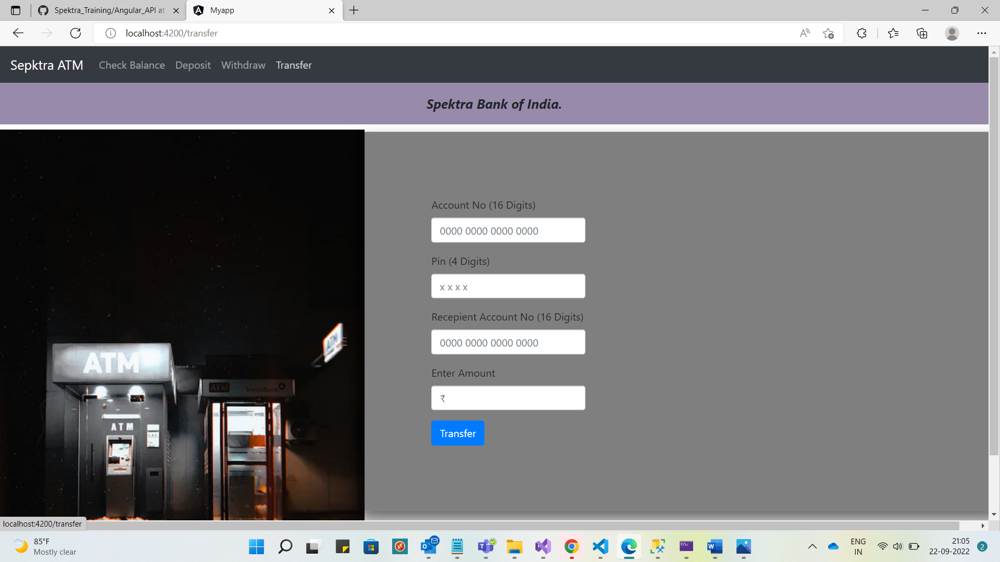 Spektra_Training/Angular_API at
Myapp
localhost:4200/transfer
Sepktra ATM Check Balance Deposit Withdraw Transfer
Spektra Bank of India.
Account No (16 Digits)
0000 0000 0000 0000
Pin (4 Digits)
x x x x
Recepient Account No (16 Digits)
0000 0000 0000 0000
Enter Amount
₹
Transfer
ATM
ATM
ATM
VietinBank
ATM
localhost:4200/transfer
85°F
Mostly clear
ENG
IN
21:05
22-09-2022
2